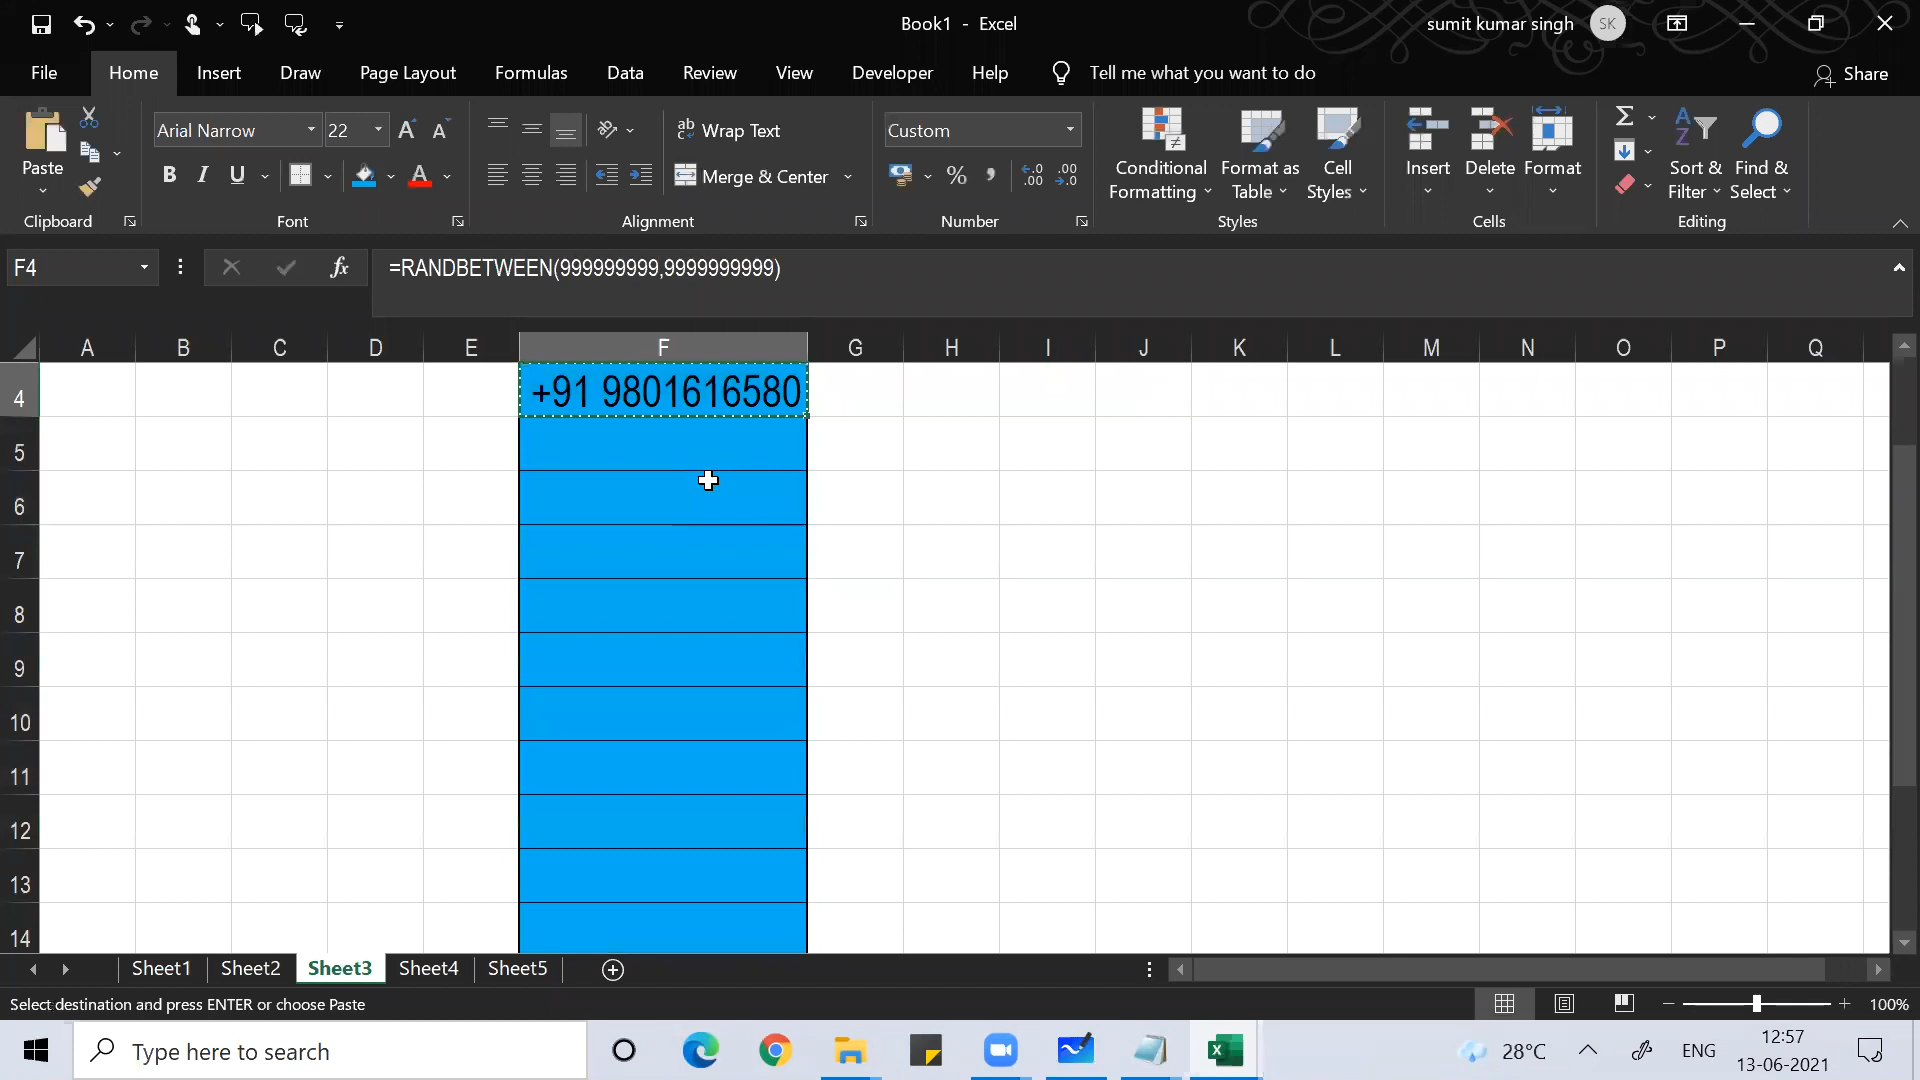 Book1 - Excel
sumit kumar singh
SK
File
Home
Insert
Draw
Page Layout
Formulas
Data
Review
View
Developer
Help
Tell me what you want to do
Share
Paste
Clipboard
Arial Narrow
22
A
A
B
I
U
A
Font
ab
Wrap Text
Merge & Center
Alignment
Custom
%
Number
Conditional
Formatting
Format as
Table
Cell
Styles
Styles
Insert
Delete
Format
Cells
Σ
Sort &
Filter
Find &
Select
Editing
F4
fx
=RANDBETWEEN(999999999,9999999999)
A B C D E F G H I J K L M N O P Q
4 +91 9801616580
5
6
7
8
9
10
11
12
13
14
Sheet1
Sheet2
Sheet3
Sheet4
Sheet5
Select destination and press ENTER or choose Paste
100%
Type here to search
28°C
ENG
12:57
13-06-2021